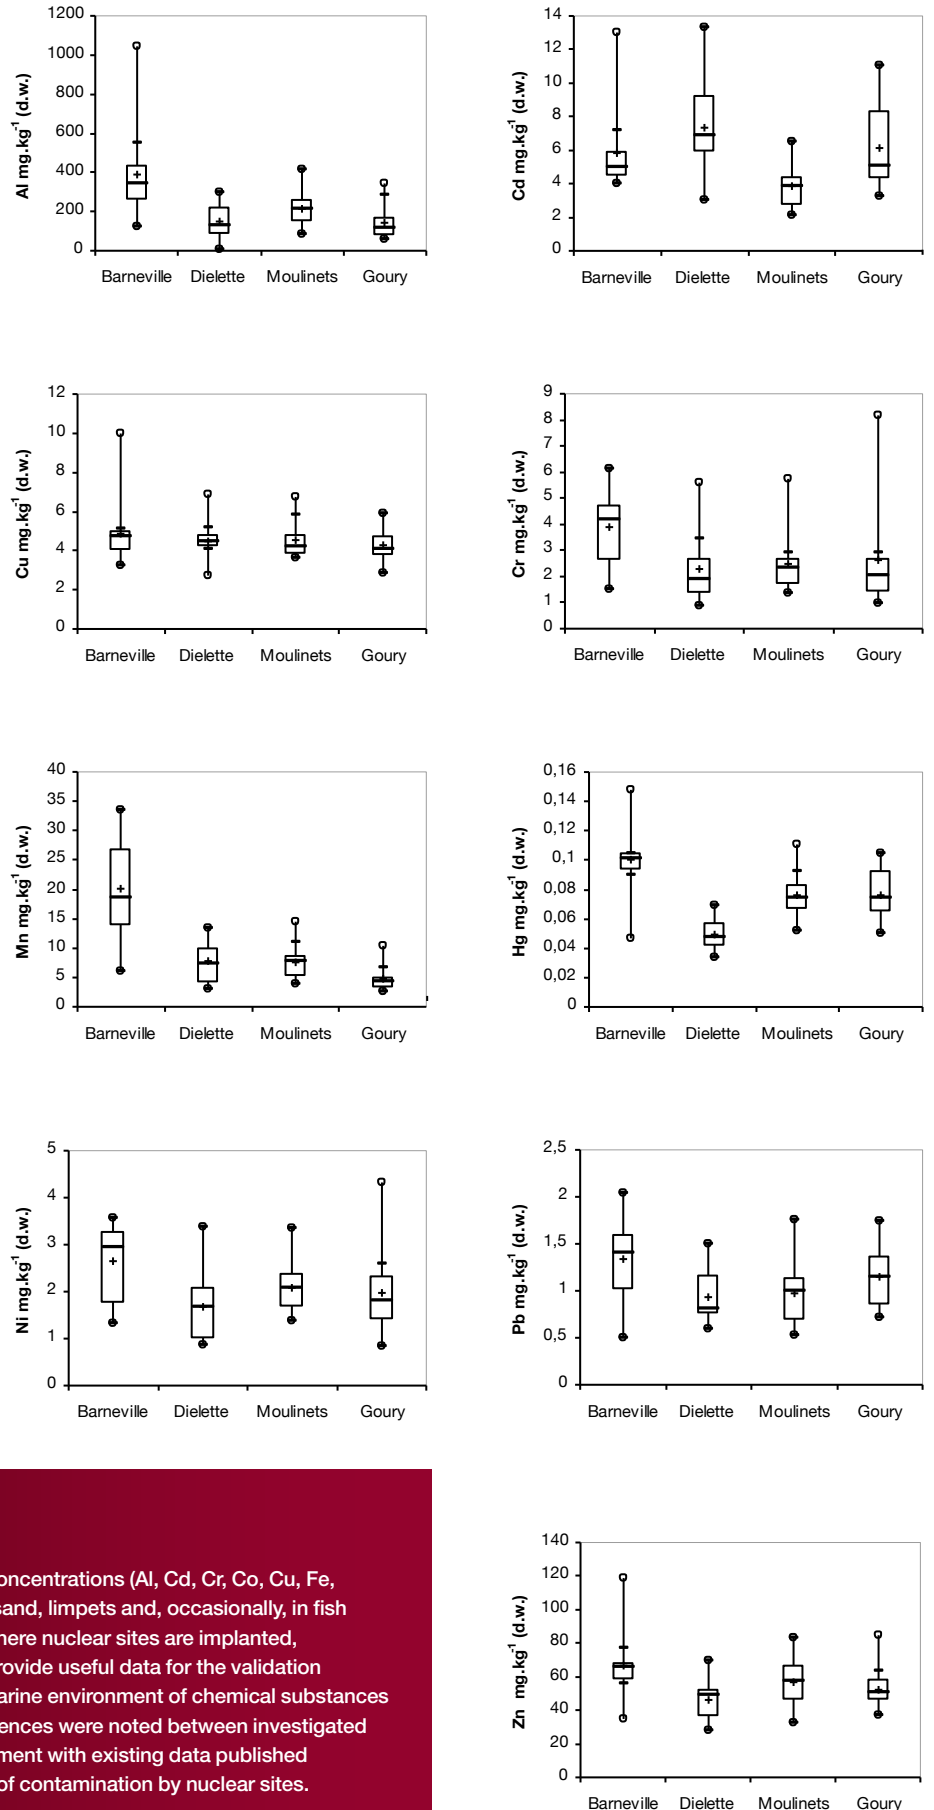 Al mg.kg-1 (d.w.)
1200
1000
800
600
400
200
0
Barneville Dielette Moulinets Goury
Cd mg.kg-1 (d.w.)
14
12
10
8
6
4
2
0
Barneville Dielette Moulinets Goury
Cu mg.kg-1 (d.w.)
12
10
8
6
4
2
0
Barneville Dielette Moulinets Goury
Cr mg.kg-1 (d.w.)
9
8
7
6
5
4
3
2
1
0
Barneville Dielette Moulinets Goury
Mn mg.kg-1 (d.w.)
40
35
30
25
20
15
10
5
0
Barneville Dielette Moulinets Goury
Hg mg.kg-1 (d.w.)
0,16
0,14
0,12
0,1
0,08
0,06
0,04
0,02
0
Barneville Dielette Moulinets Goury
Ni mg.kg-1 (d.w.)
5
4
3
2
1
0
Barneville Dielette Moulinets Goury
Pb mg.kg-1 (d.w.)
2,5
2
1,5
1
0,5
0
Barneville Dielette Moulinets Goury
oncentrations (Al, Cd, Cr, Co, Cu, Fe,
sand, limpets and, occasionally, in fish
here nuclear sites are implanted,
rovide useful data for the validation
arine environment of chemical substances
ences were noted between investigated
ment with existing data published
of contamination by nuclear sites.
Zn mg.kg-1 (d.w.)
140
120
100
80
60
40
20
0
Barneville Dielette Moulinets Goury